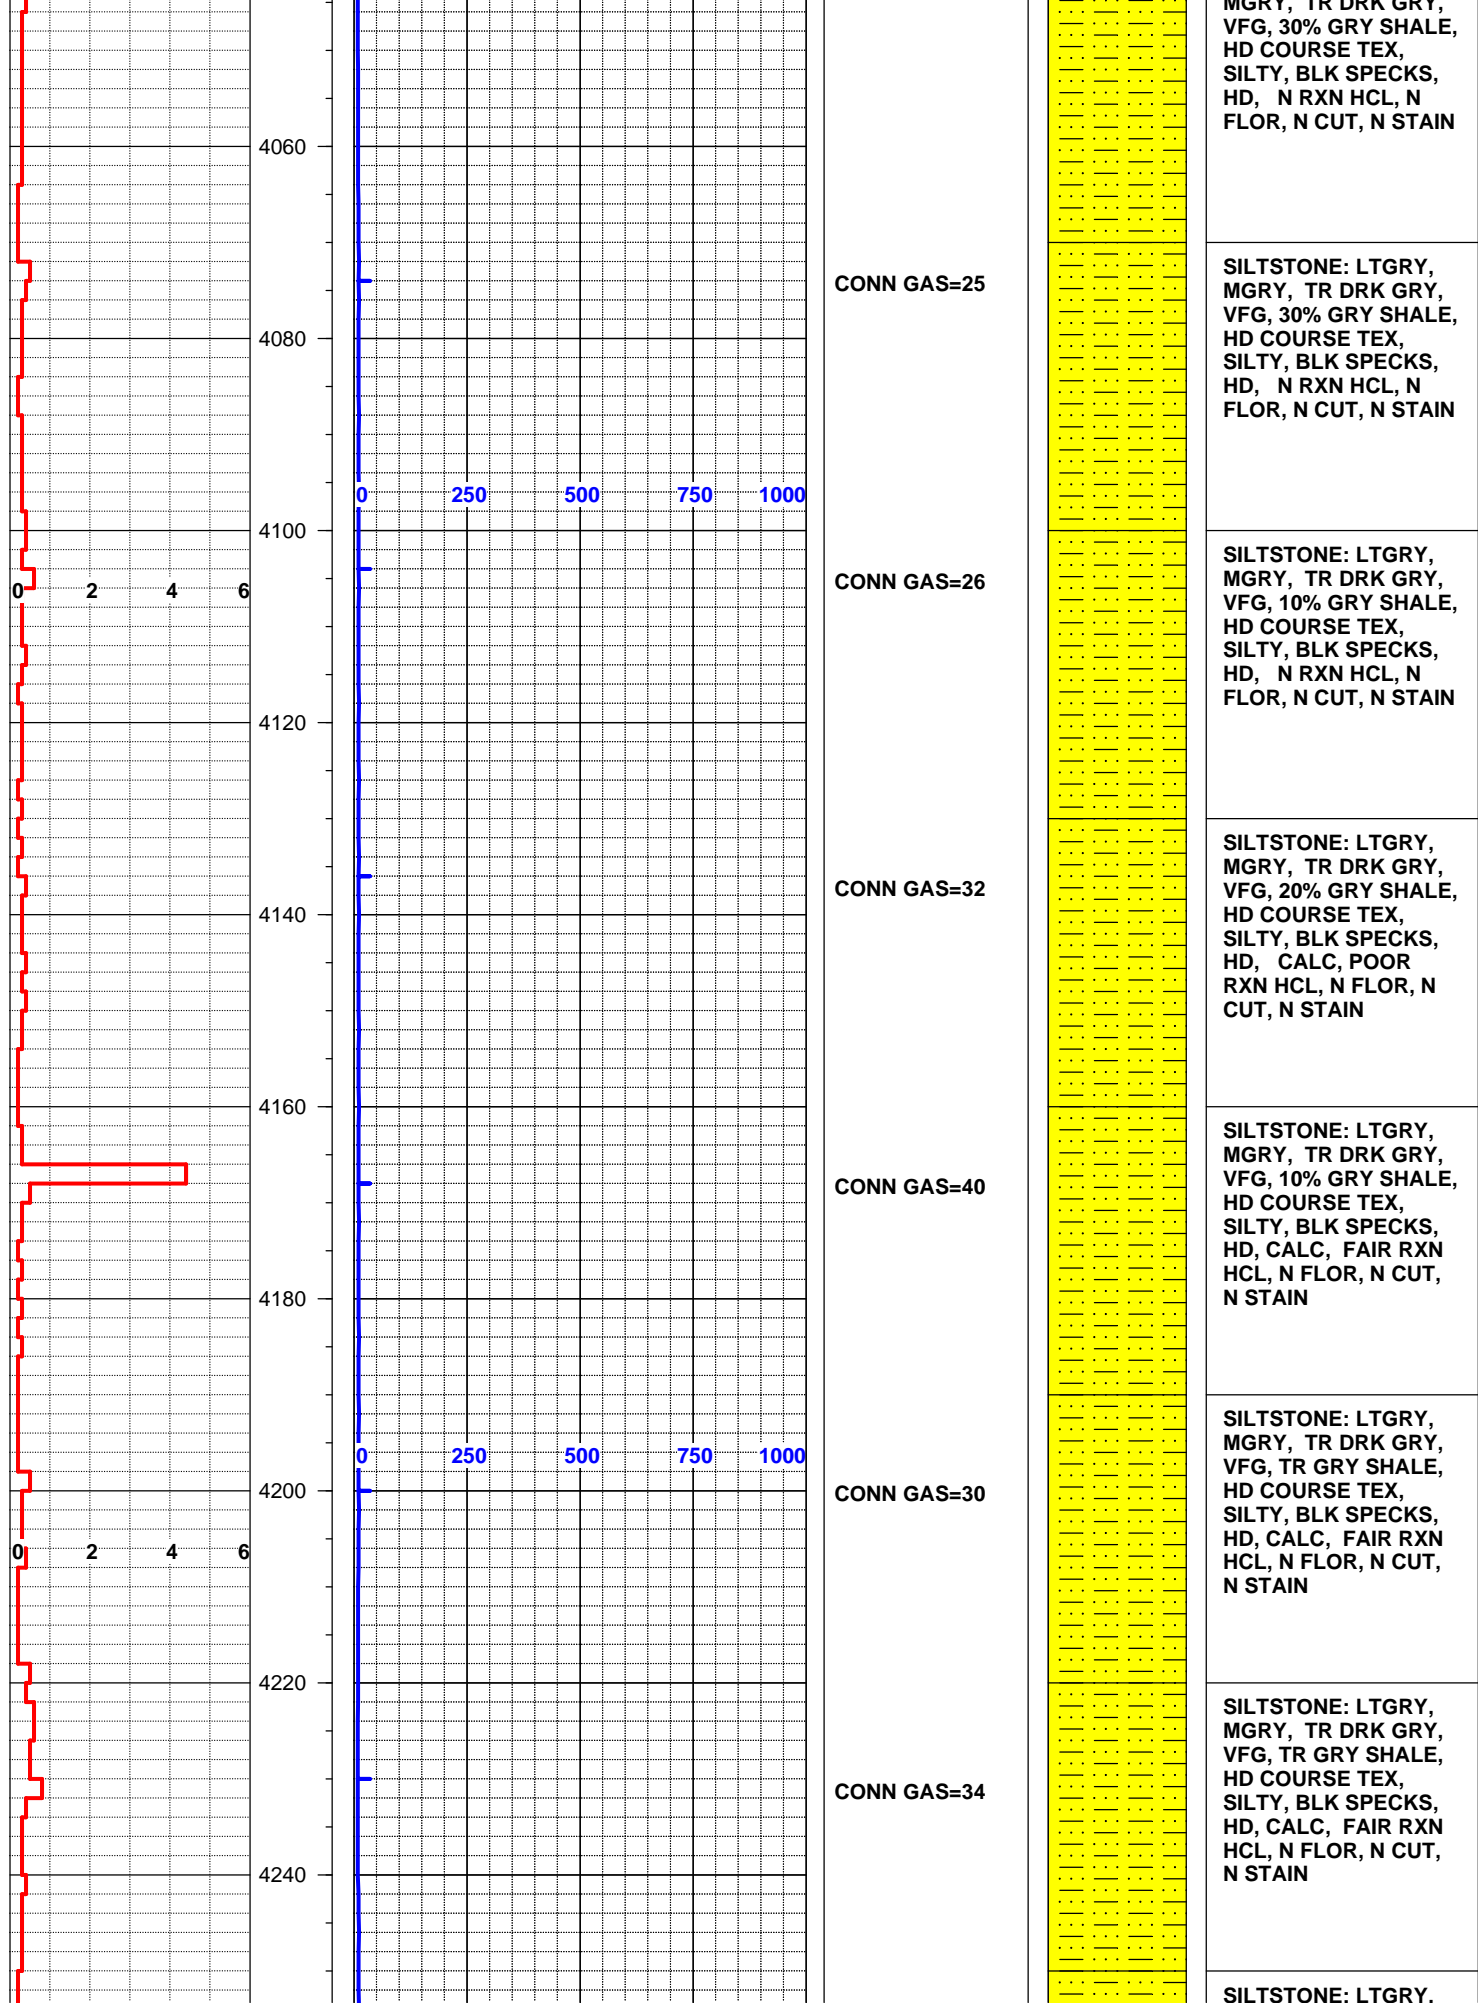 MGRY, TR DRK GRY,
VFG, 30% GRY SHALE,
HD COURSE TEX,
SILTY, BLK SPECKS,
HD, N RXN HCL, N
FLOR, N CUT, N STAIN
4060
CONN GAS=25
SILTSTONE: LTGRY,
MGRY, TR DRK GRY,
VFG, 30% GRY SHALE,
HD COURSE TEX,
SILTY, BLK SPECKS,
HD, N RXN HCL, N
FLOR, N CUT, N STAIN
4080
0 250 500 750 1000
4100
0 2 4 6
CONN GAS=26
SILTSTONE: LTGRY,
MGRY, TR DRK GRY,
VFG, 10% GRY SHALE,
HD COURSE TEX,
SILTY, BLK SPECKS,
HD, N RXN HCL, N
FLOR, N CUT, N STAIN
4120
CONN GAS=32
SILTSTONE: LTGRY,
MGRY, TR DRK GRY,
VFG, 20% GRY SHALE,
HD COURSE TEX,
SILTY, BLK SPECKS,
HD, CALC, POOR
RXN HCL, N FLOR, N
CUT, N STAIN
4140
4160
CONN GAS=40
SILTSTONE: LTGRY,
MGRY, TR DRK GRY,
VFG, 10% GRY SHALE,
HD COURSE TEX,
SILTY, BLK SPECKS,
HD, CALC, FAIR RXN
HCL, N FLOR, N CUT,
N STAIN
4180
0 250 500 750 1000
4200
CONN GAS=30
0 2 4 6
SILTSTONE: LTGRY,
MGRY, TR DRK GRY,
VFG, TR GRY SHALE,
HD COURSE TEX,
SILTY, BLK SPECKS,
HD, CALC, FAIR RXN
HCL, N FLOR, N CUT,
N STAIN
4220
CONN GAS=34
SILTSTONE: LTGRY,
MGRY, TR DRK GRY,
VFG, TR GRY SHALE,
HD COURSE TEX,
SILTY, BLK SPECKS,
HD, CALC, FAIR RXN
HCL, N FLOR, N CUT,
N STAIN
4240
SILTSTONE: LTGRY,